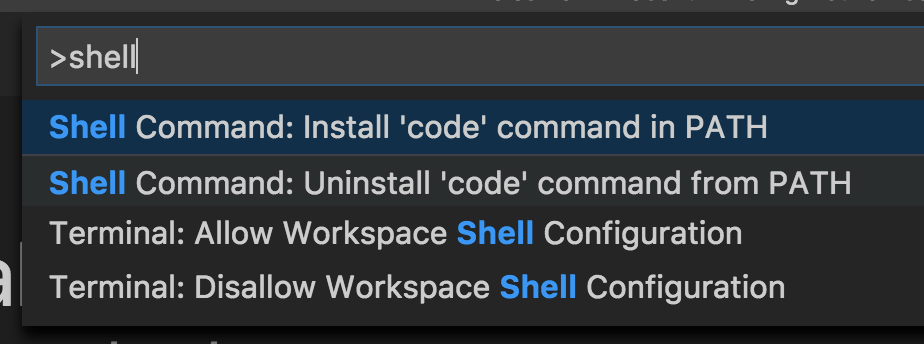 >shell
Shell Command: Install 'code' command in PATH
Shell Command: Uninstall 'code' command from PATH
Terminal: Allow Workspace Shell Configuration
Terminal: Disallow Workspace Shell Configuration